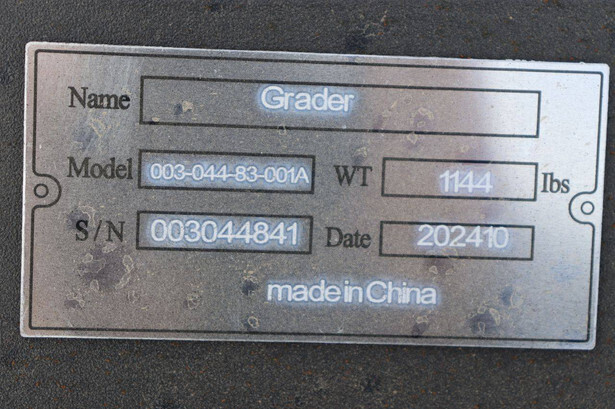 Name Grader
Model 003-044-83-001A WT 1144 lbs
S/N 003044841 Date 202410
made in China